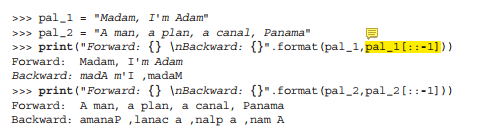 >>> pal_1 = "Madam, I'm Adam"
>>> pal_2 = "A man, a plan, a canal, Panama"
>>> print("Forward: {} \nBackward: {}".format(pal_1,pal_1[::-1]))
Forward:  Madam, I'm Adam
Backward: madA m'I ,madaM
>>> print("Forward: {} \nBackward: {}".format(pal_2,pal_2[::-1]))
Forward:  A man, a plan, a canal, Panama
Backward: amanaP ,lanac a ,nalp a ,nam A